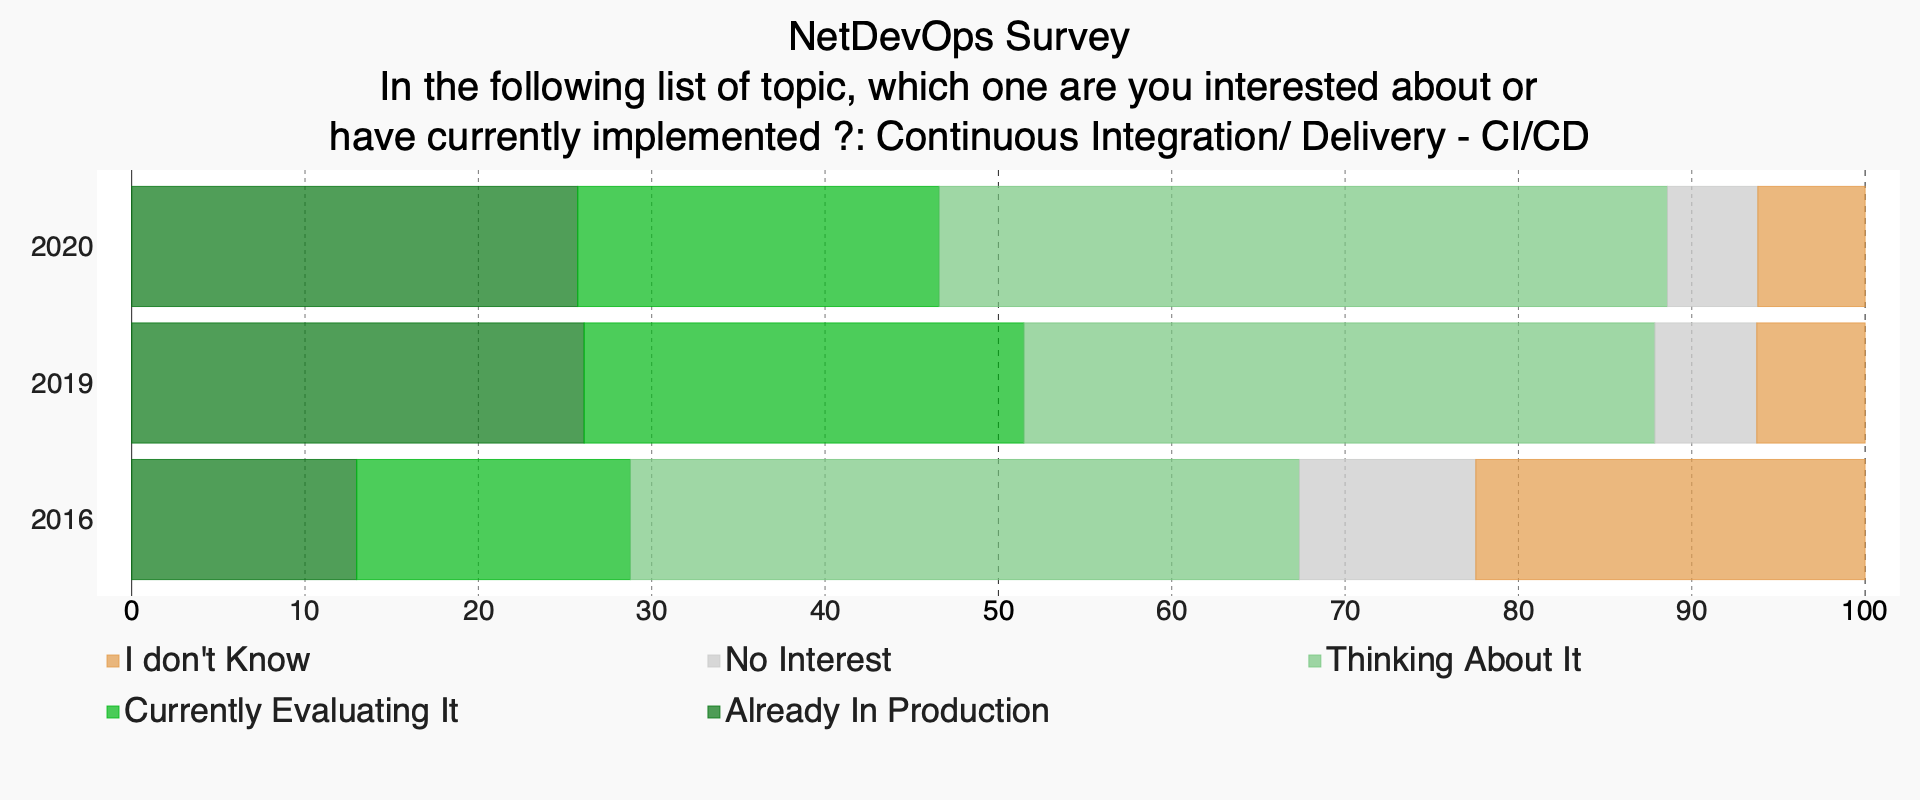 NetDevOps Survey
In the following list of topic, which one are you interested about or
have currently implemented ?: Continuous Integration/ Delivery - CI/CD
2020
2019
2016
0 10 20 30 40 50 60 70 80 90 100
I don't Know No Interest Thinking About It
Currently Evaluating It Already In Production